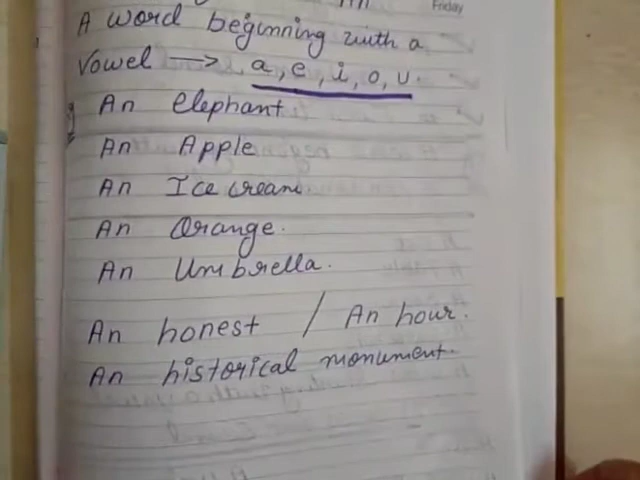 An
Friday
A word beginning with a
Vowel → a, e, i, o, u.
An elephant
An Apple
An Ice cream.
An Orange.
An Umbrella.
An honest / An hour.
An historical monument.